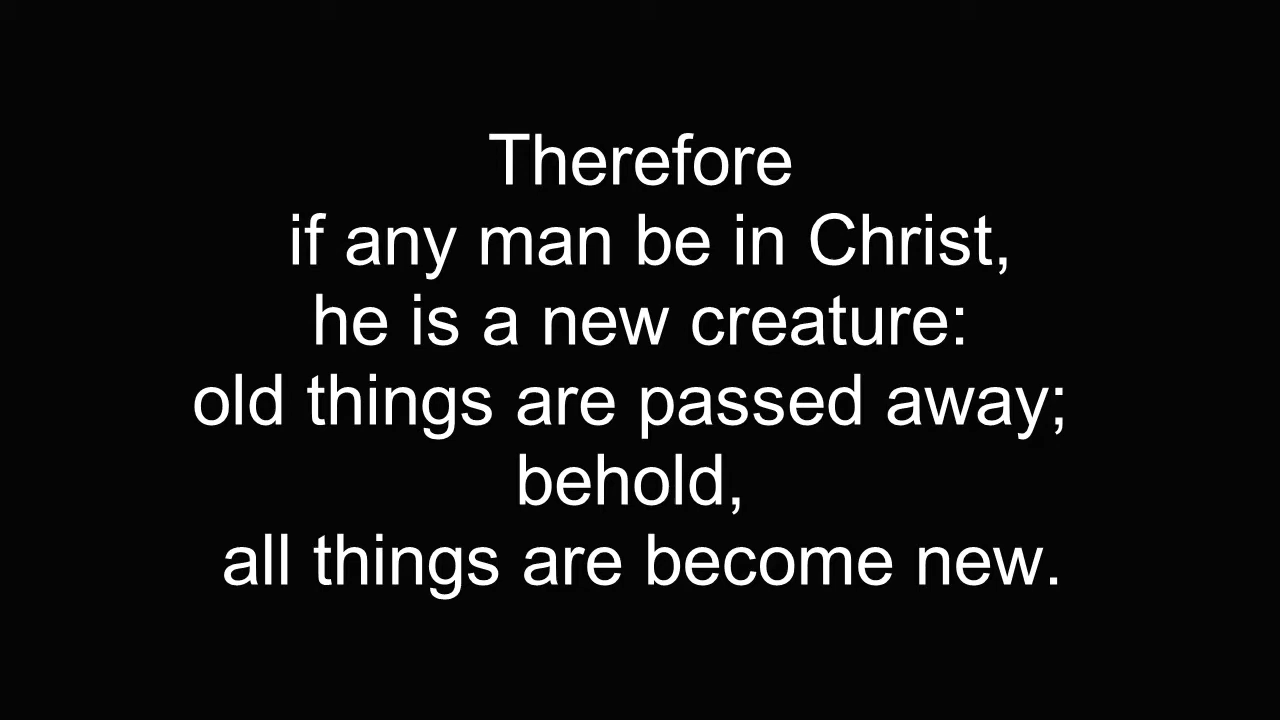 Therefore
if any man be in Christ,
he is a new creature:
old things are passed away;
behold,
all things are become new.